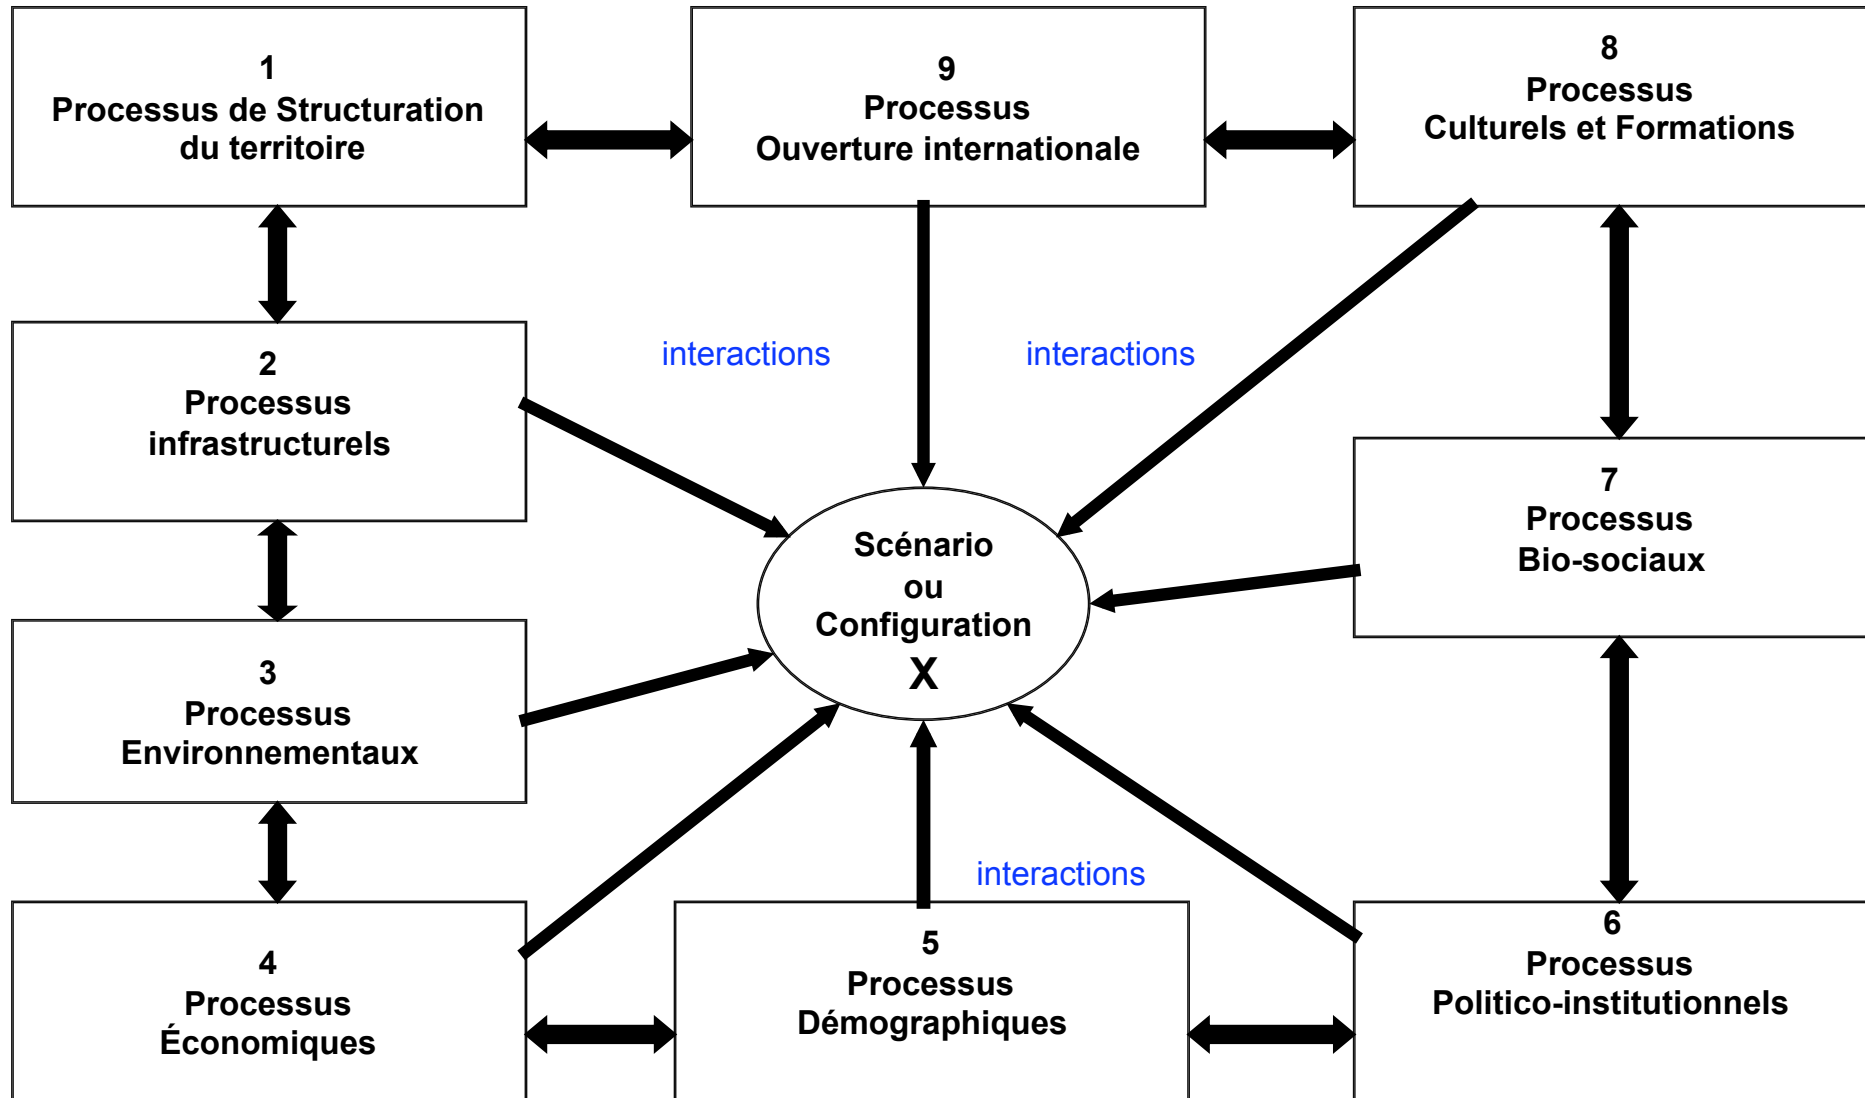 1
Processus de Structuration
du territoire
9
Processus
Ouverture internationale
8
Processus
Culturels et Formations
interactions
interactions
2
Processus
infrastructurels
7
Processus
Bio-sociaux
Scénario
ou
Configuration
X
3
Processus
Environnementaux
interactions
4
Processus
Économiques
5
Processus
Démographiques
6
Processus
Politico-institutionnels